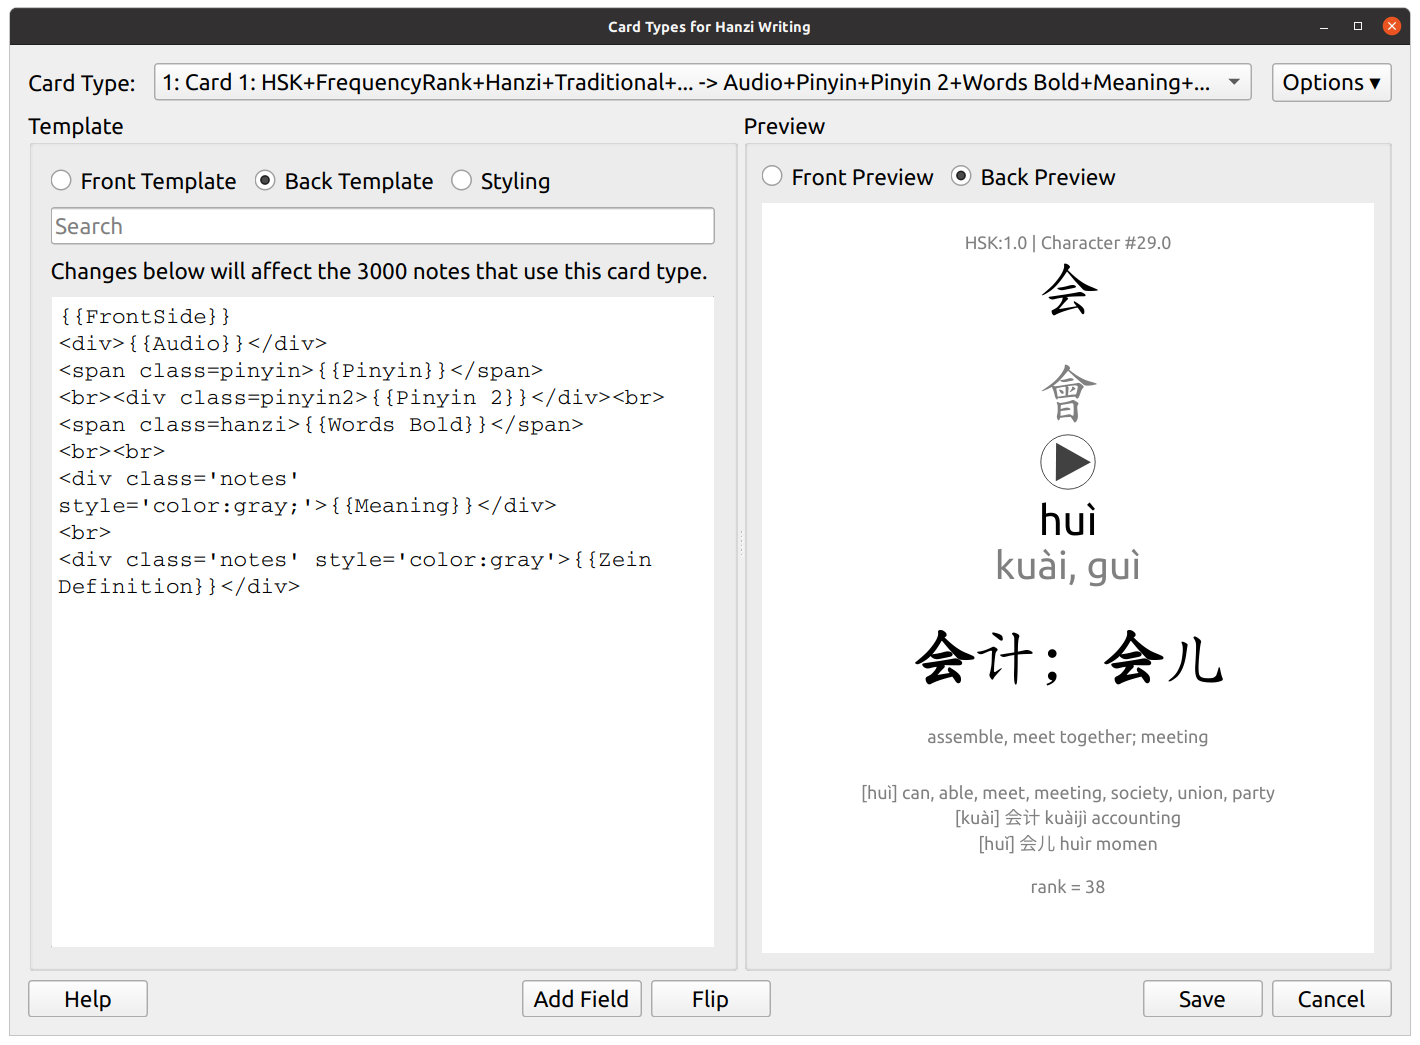 Card Types for Hanzi Writing
Card Type:
1: Card 1: HSK+FrequencyRank+Hanzi+Traditional+... -> Audio+Pinyin+Pinyin 2+Words Bold+Meaning+...
Options ▾
Template
Front Template
Back Template
Styling
Search
Changes below will affect the 3000 notes that use this card type.
{{FrontSide}}
<div>{{Audio}}</div>
<span class=pinyin>{{Pinyin}}</span>
<br><div class=pinyin2>{{Pinyin 2}}</div><br>
<span class=hanzi>{{Words Bold}}</span>
<br><br>
<div class='notes'
style='color:gray;'>{{Meaning}}</div>
<br>
<div class='notes' style='color:gray'>{{Zein
Definition}}</div>
Preview
Front Preview
Back Preview
HSK:1.0 | Character #29.0
会
會
huì
kuài, guì
会计；会儿
assemble, meet together; meeting
[huì] can, able, meet, meeting, society, union, party
[kuài] 会计 kuàijì accounting
[huǐ] 会儿 huìr momen
rank = 38
Help
Add Field
Flip
Save
Cancel